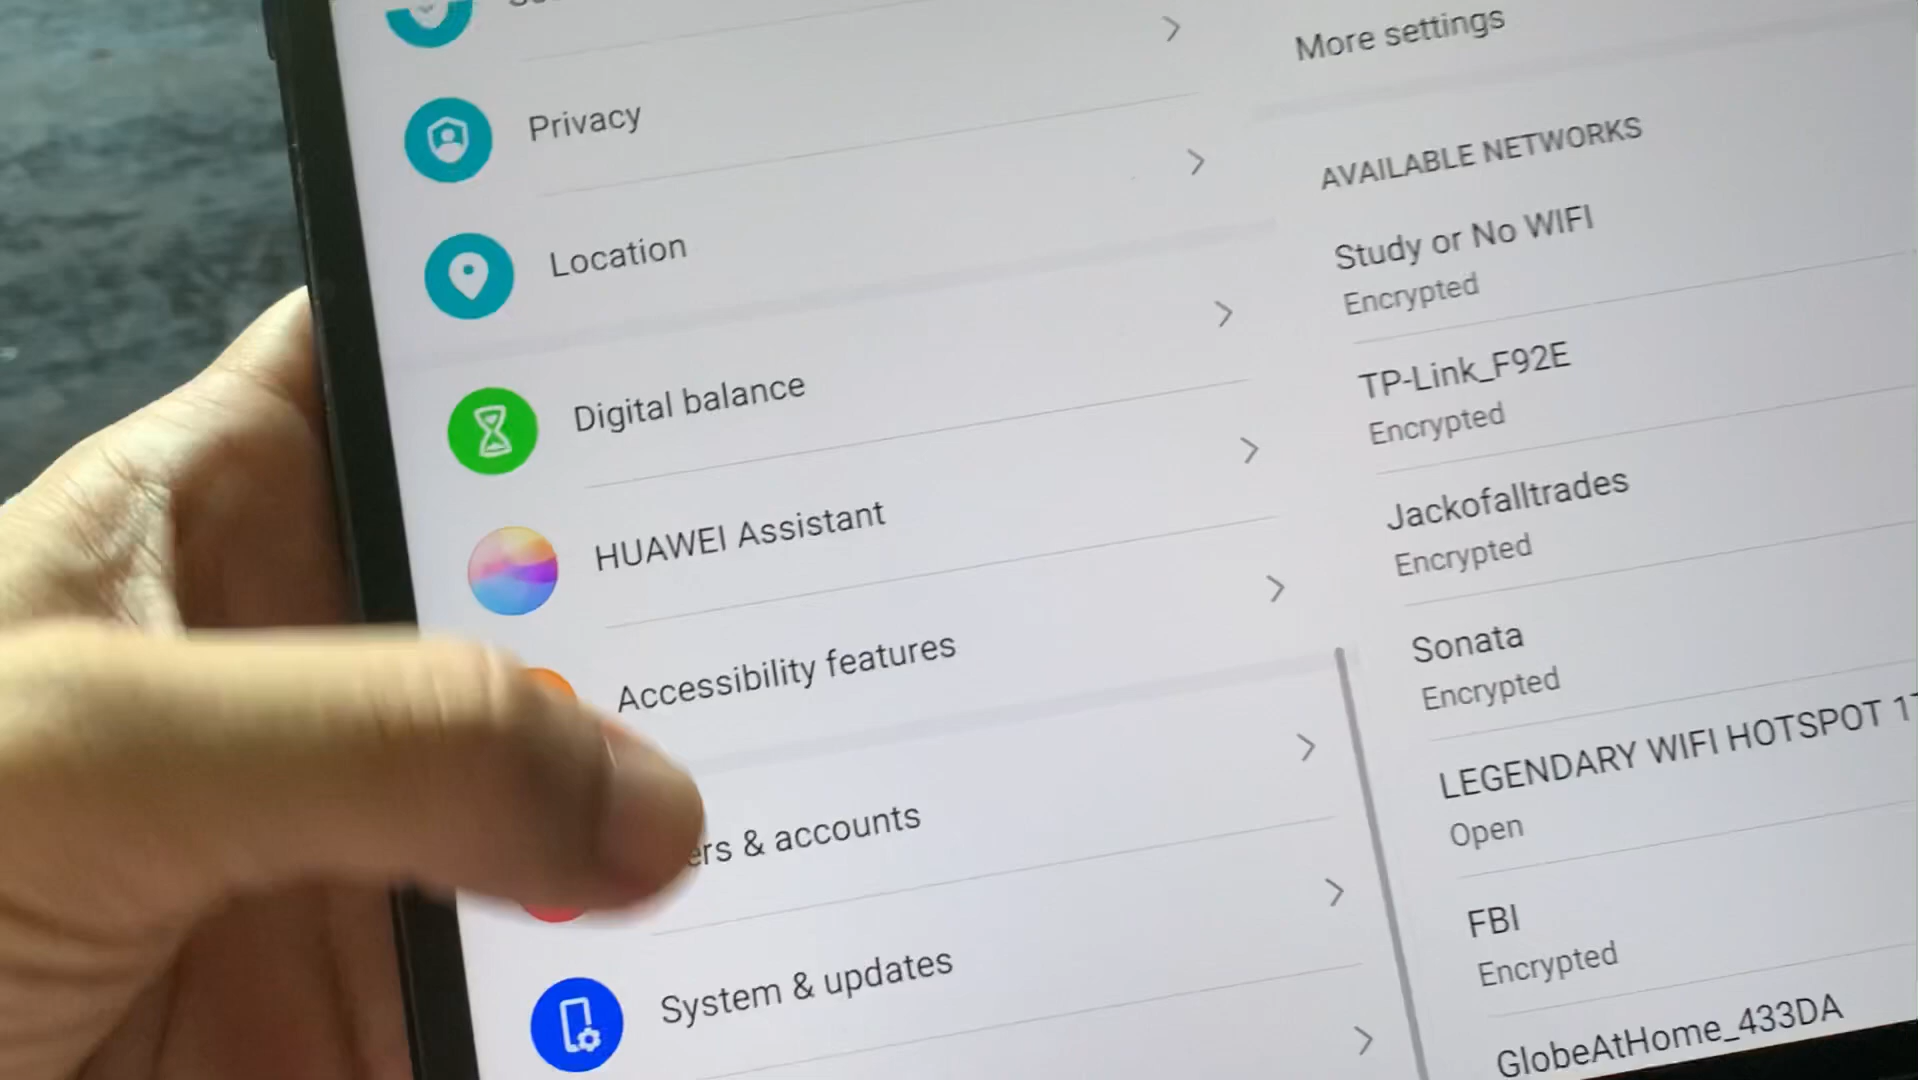 Privacy
Location
Digital balance
HUAWEI Assistant
Accessibility features
ers & accounts
System & updates
More settings
AVAILABLE NETWORKS
Study or No WIFI
Encrypted
TP-Link_F92E
Encrypted
Jackofalltrades
Encrypted
Sonata
Encrypted
LEGENDARY WIFI HOTSPOT
Open
FBI
Encrypted
GlobeAtHome_433DA